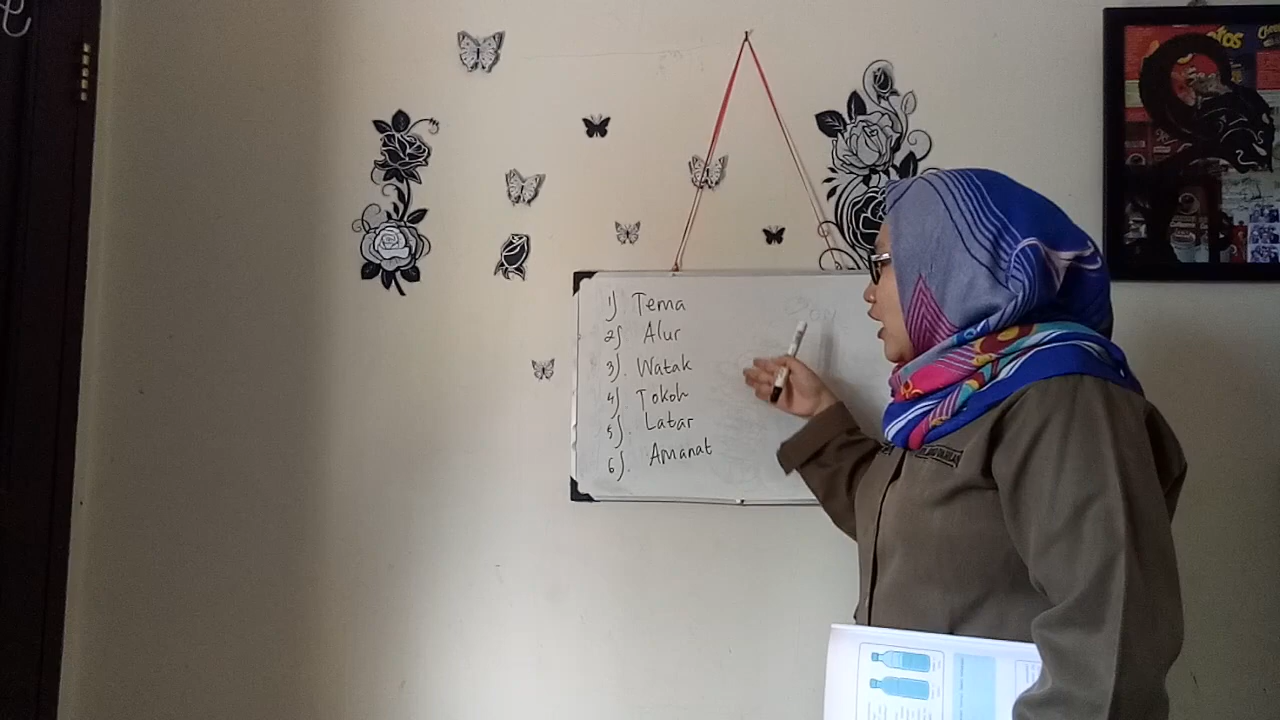 1) Tema
2) Alur
3). Watak
4) Tokoh
5). Latar
6). Amanat